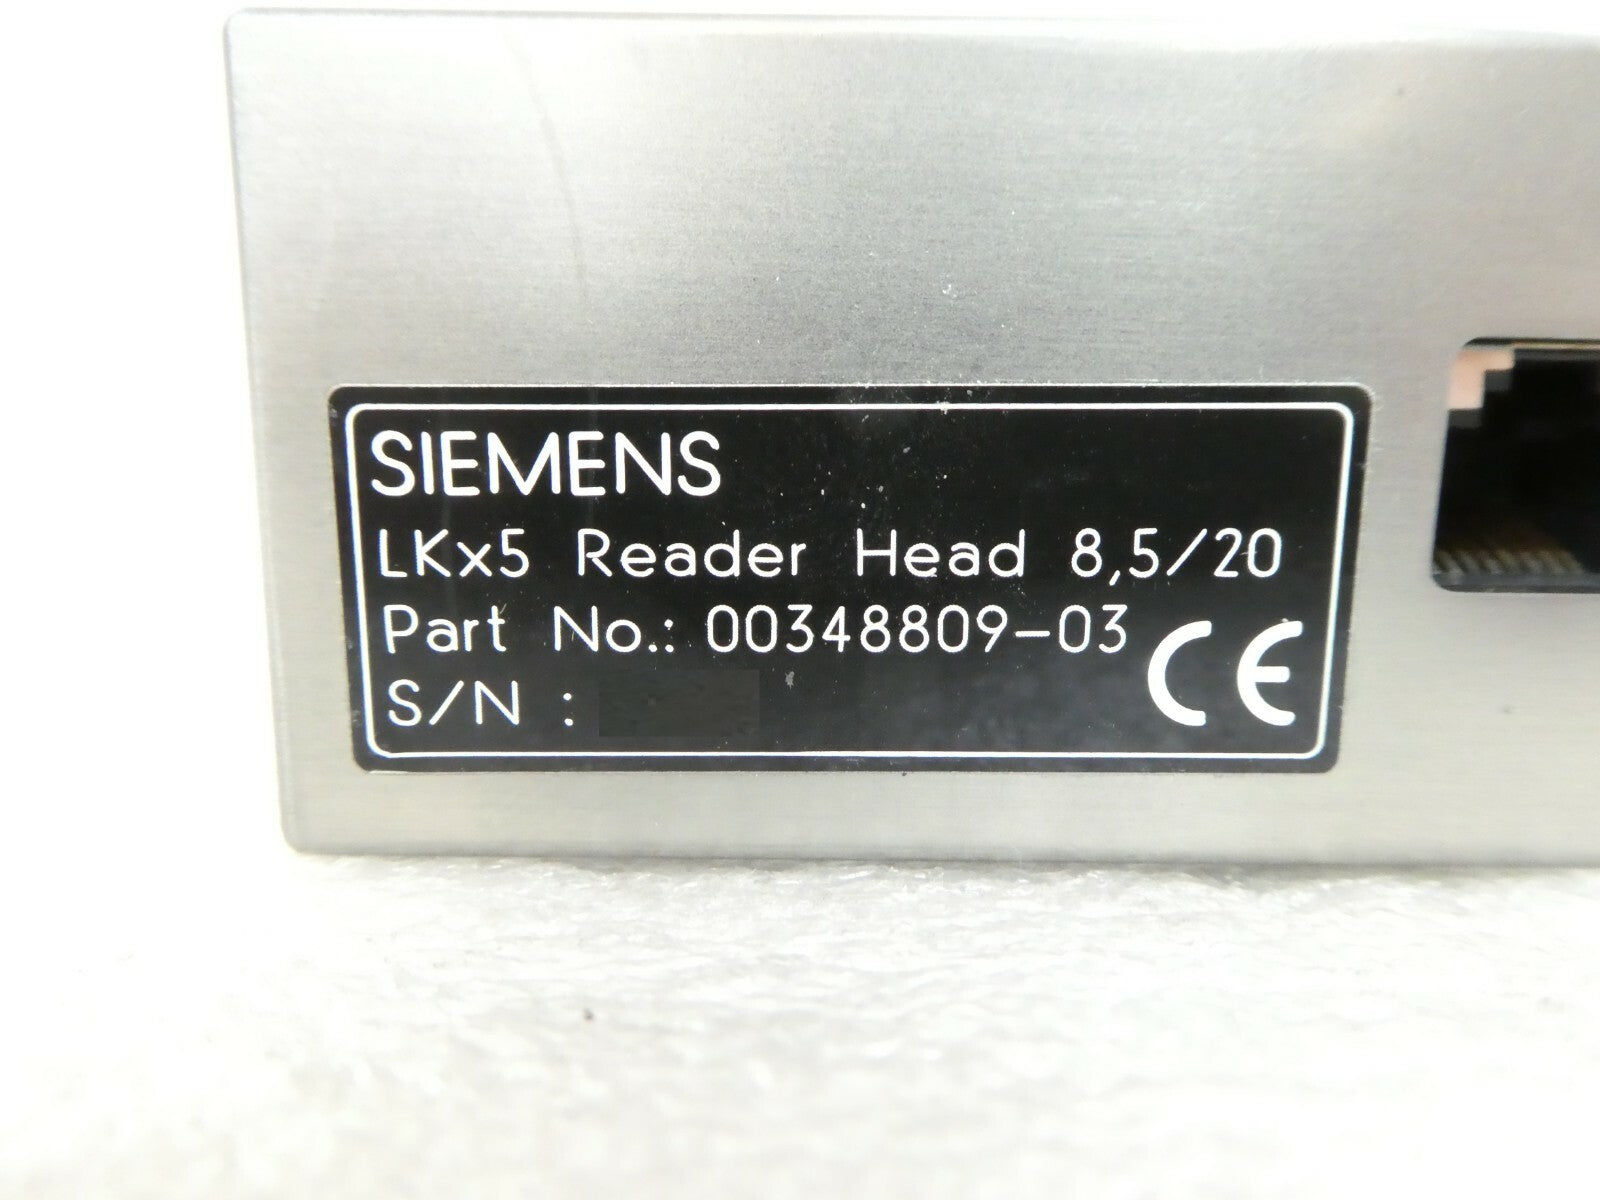 SIEMENS
LKx5 Reader Head 8,5/20
Part No.: 00348809-03
S/N :
CE